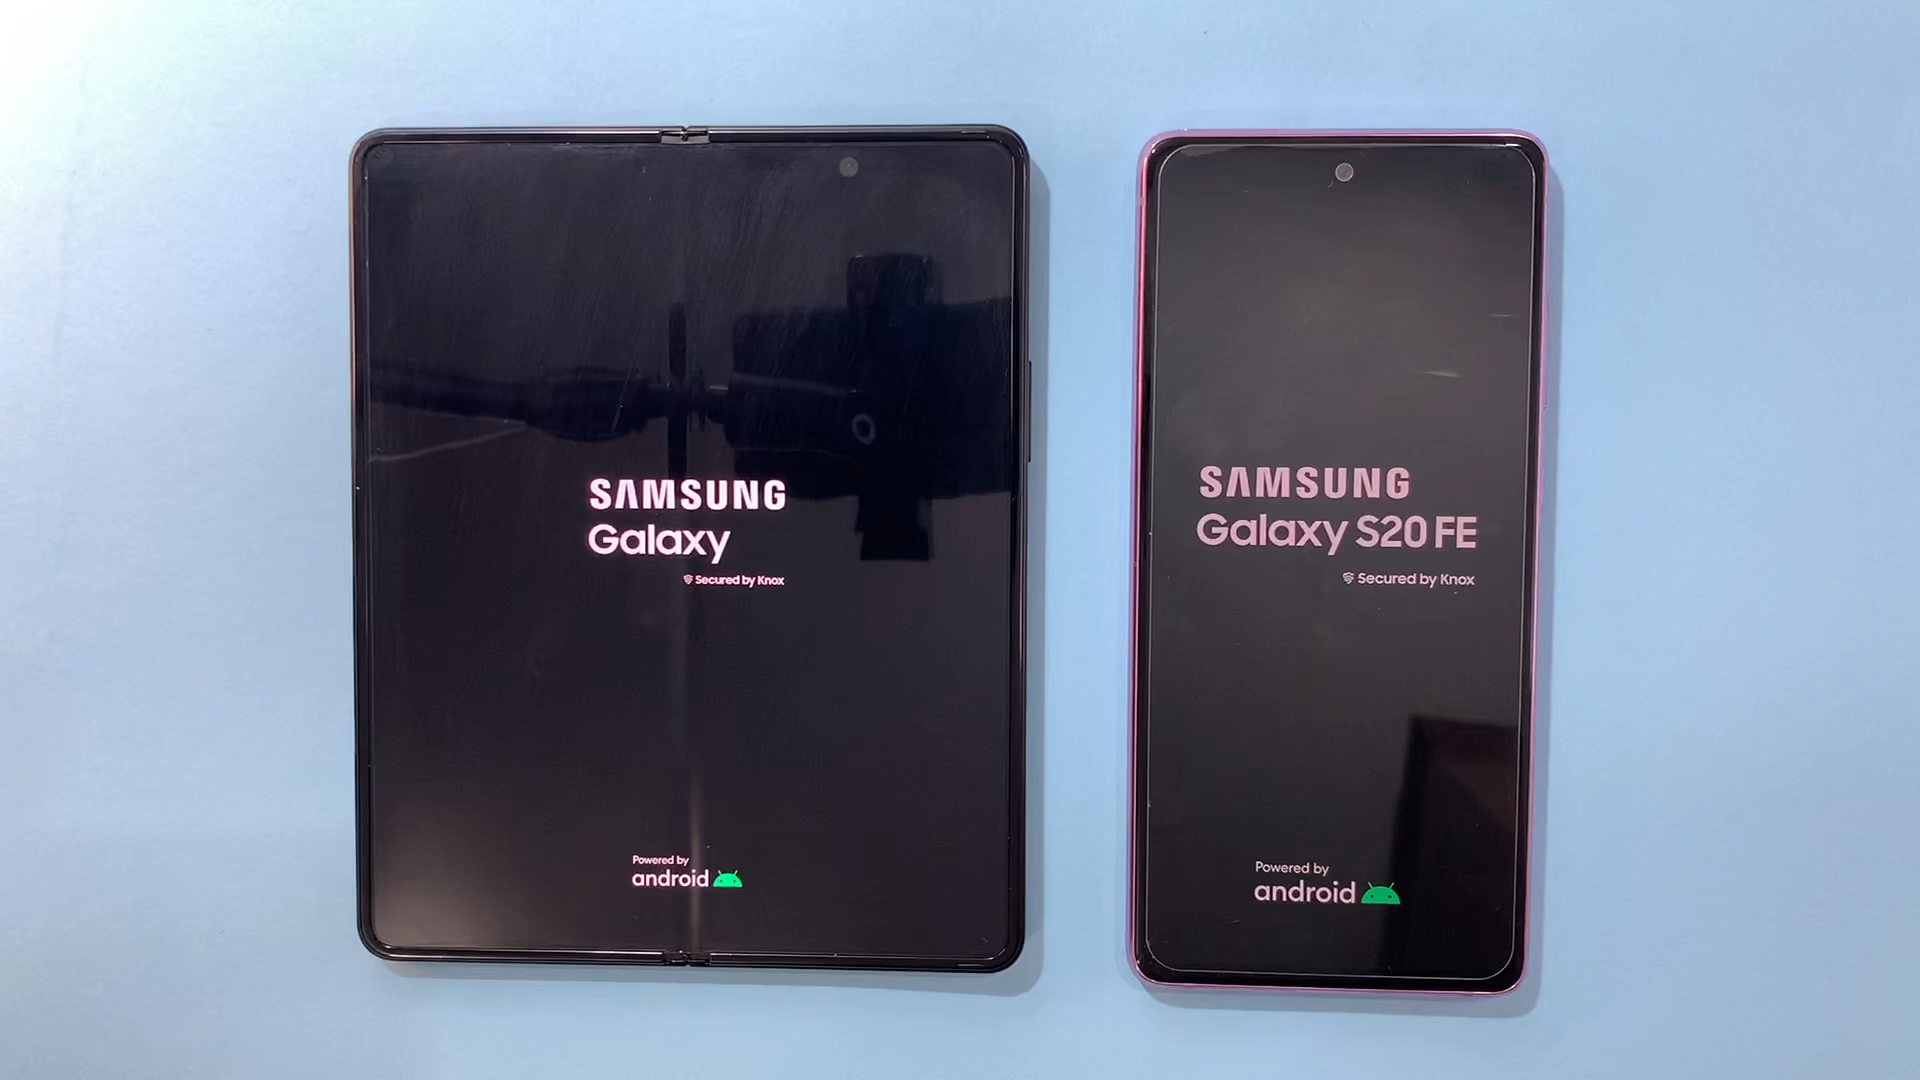 SAMSUNG
Galaxy
Secured by Knox
Powered by
android
SAMSUNG
Galaxy S20 FE
Secured by Knox
Powered by
android